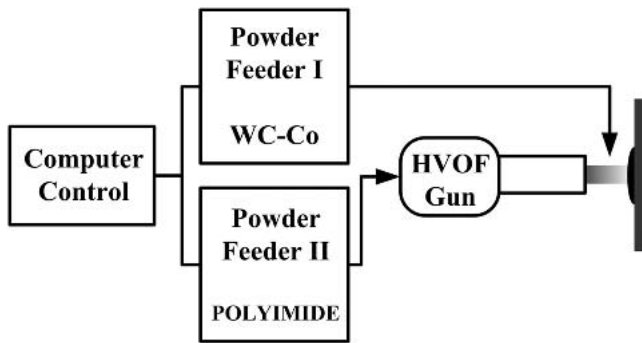 Computer
Control
Powder
Feeder I
WC-Co
Powder
Feeder II
POLYIMIDE
HVOF
Gun